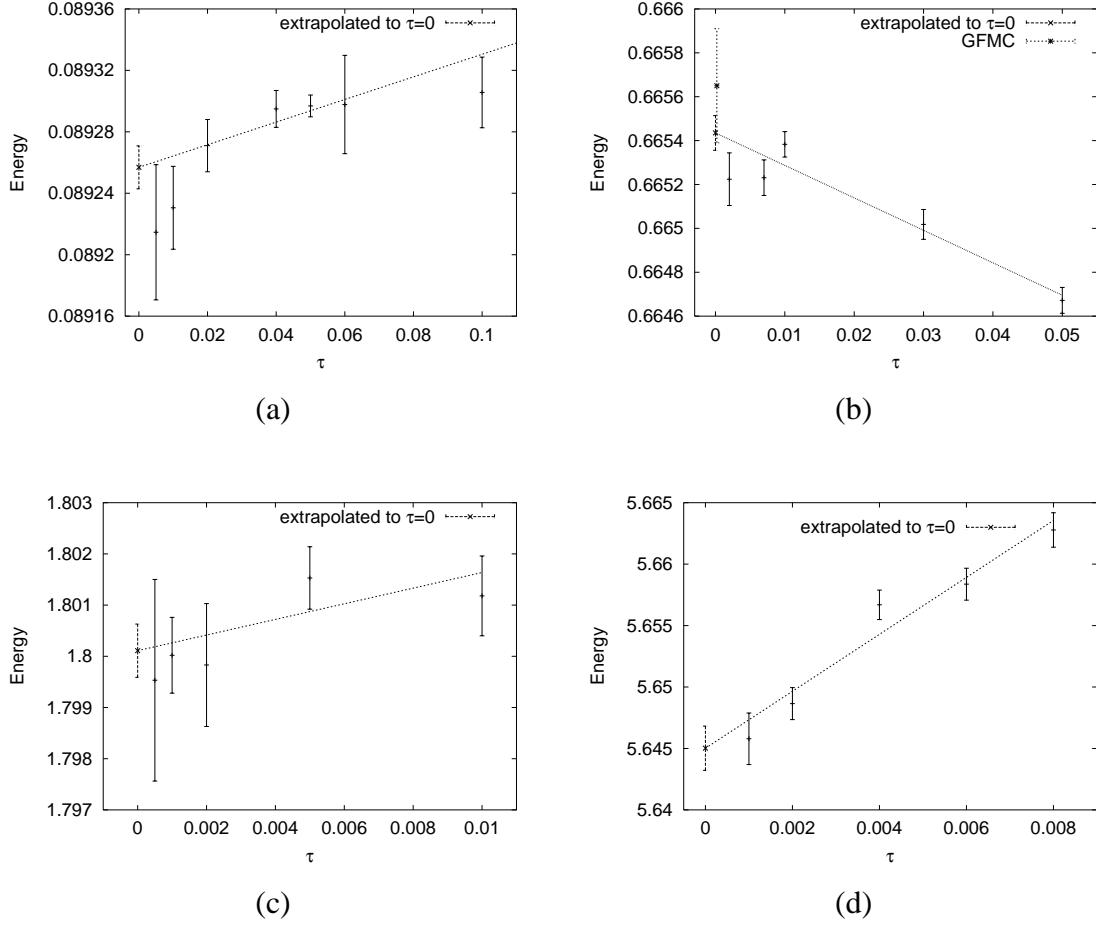 extrapolated to τ=0
Energy
0.08936
0.08932
0.08928
0.08924
0.0892
0.08916
0 0.02 0.04 0.06 0.08 0.1
τ
(a)
extrapolated to τ=0
GFMC
Energy
0.666
0.6658
0.6656
0.6654
0.6652
0.665
0.6648
0.6646
0 0.01 0.02 0.03 0.04 0.05
τ
(b)
extrapolated to τ=0
Energy
1.803
1.802
1.801
1.8
1.799
1.798
1.797
0 0.002 0.004 0.006 0.008 0.01
τ
(c)
extrapolated to τ=0
Energy
5.665
5.66
5.655
5.65
5.645
5.64
0 0.002 0.004 0.006 0.008
τ
(d)